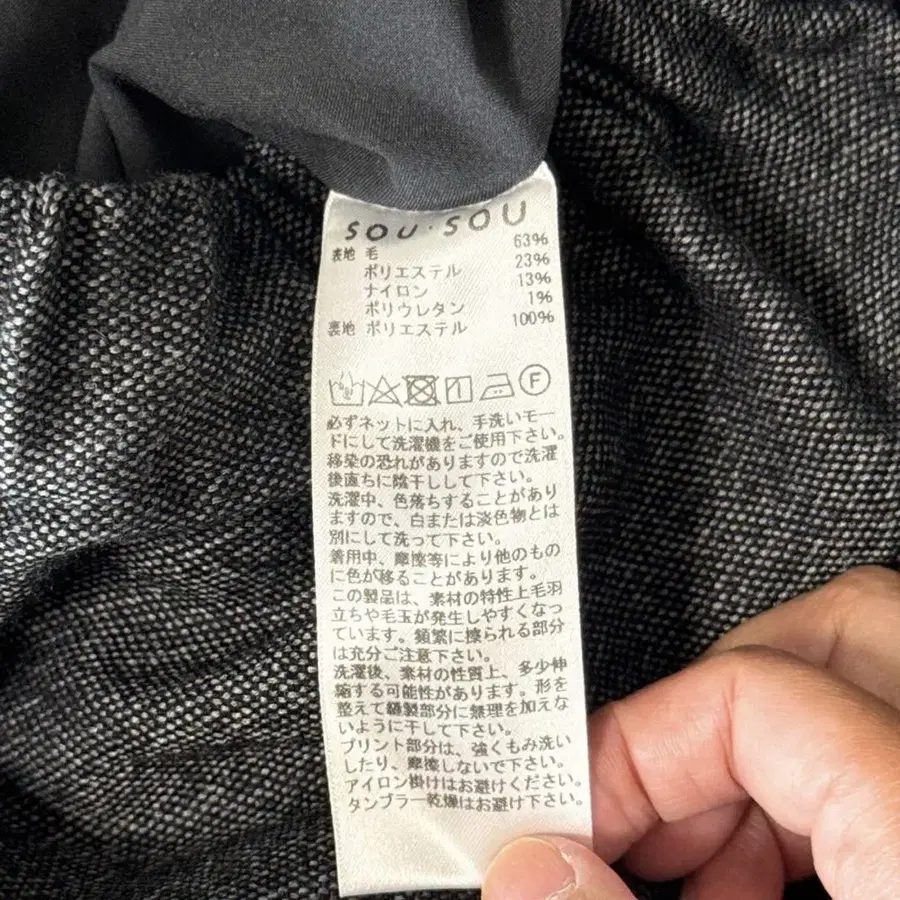 SOU・SOU
表地 毛 63%
ポリエステル 23%
ナイロン 13%
ポリウレタン 1%
裏地 ポリエステル 100%
F
必ずネットに入れ、手洗いモー
ドにして洗濯機をご使用下さい。
移染の恐れがありますので洗濯
後直ちに陰干しして下さい。
洗濯中、色落ちすることがあり
ますので、白または淡色物とは
別にして洗って下さい。
着用中、摩擦等により他のもの
に色が移ることがあります。
この製品は、素材の特性上毛羽
立ちや毛玉が発生しやすくなっ
ています。頻繁に擦られる部分
は充分ご注意下さい。
洗濯後、素材の性質上、多少伸
縮する可能性があります。形を
整えて縫製部分に無理を加えな
いように干して下さい。
プリント部分は、強くもみ洗い
したり、摩擦しないで下さい。
アイロン掛けはお避けください。
タンブラー乾燥はお避け下さい。